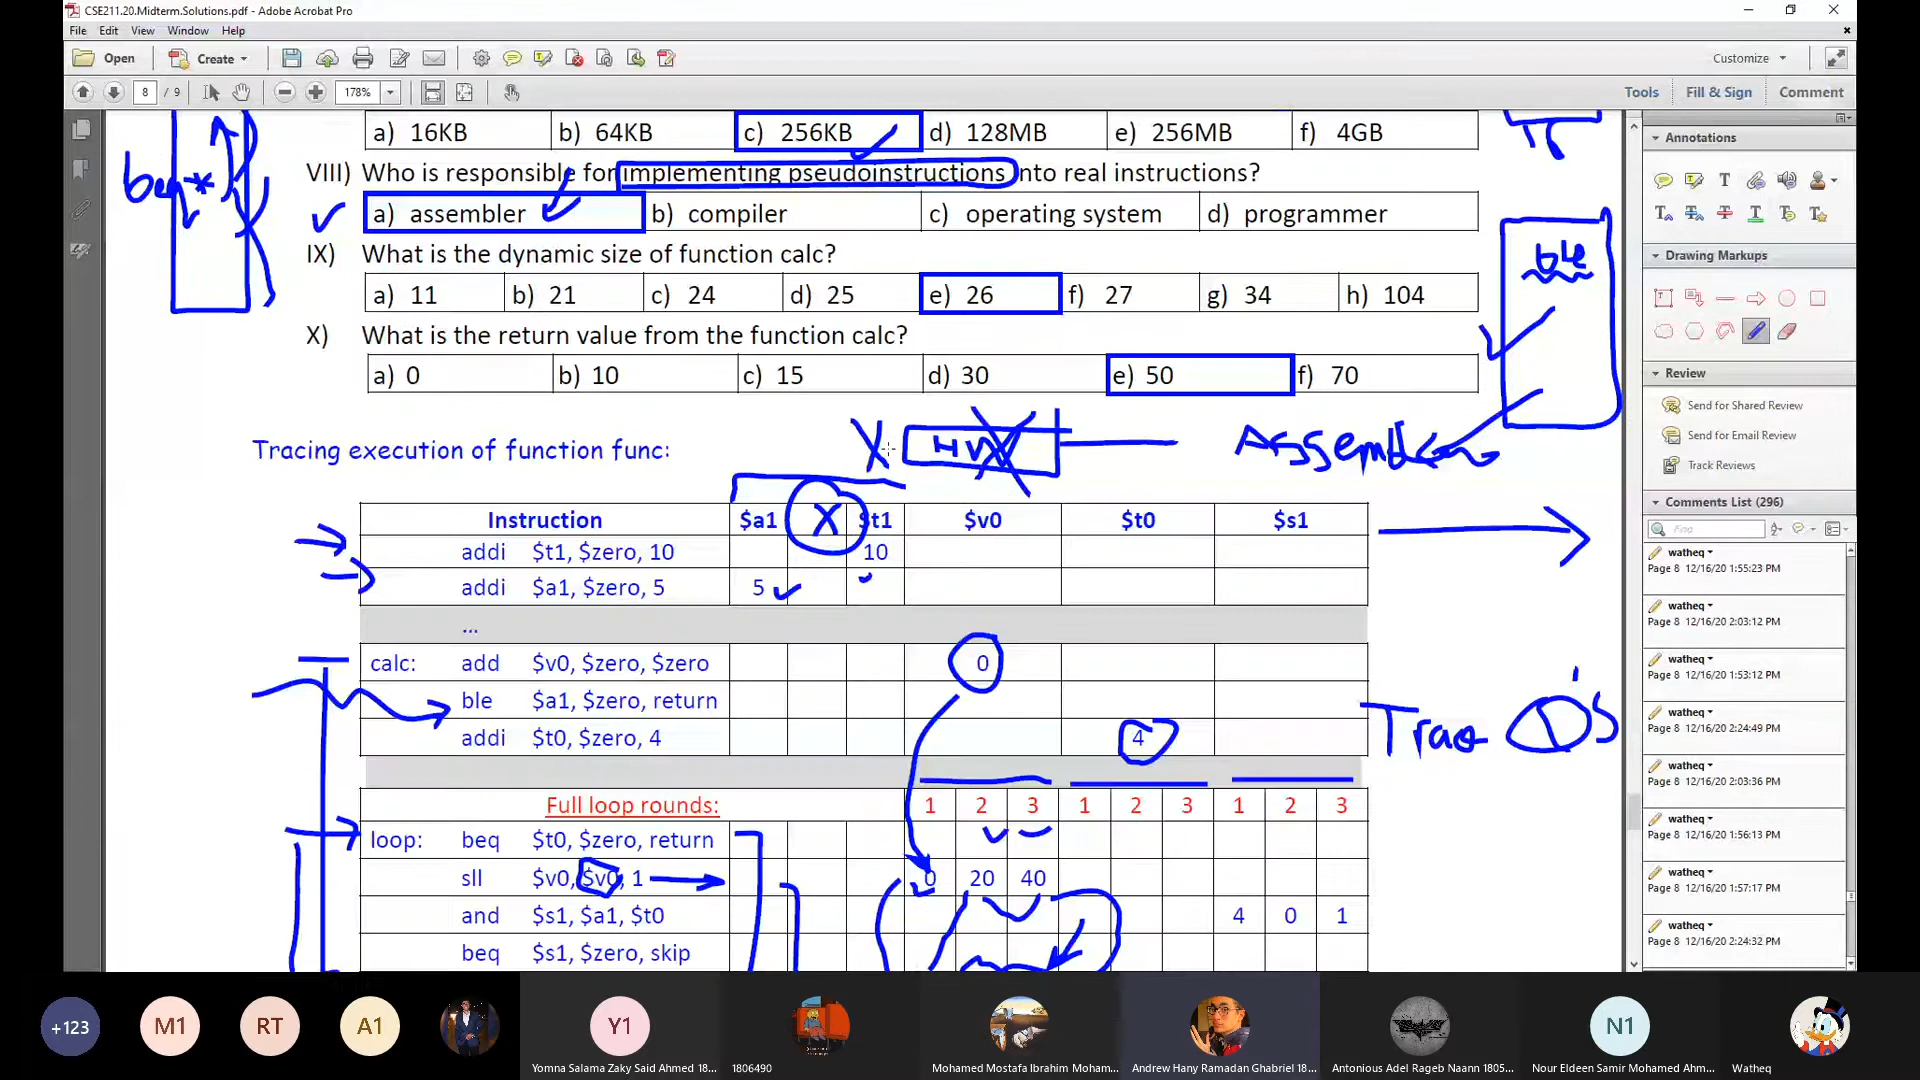 CSE211.20.Midterm.Solutions.pdf - Adobe Acrobat Pro
File Edit View Window Help
Open Create Customize
8 / 9 178% Tools Fill & Sign Comment
a) 16KB b) 64KB c) 256KB d) 128MB e) 256MB f) 4GB
VIII) Who is responsible for implementing pseudoinstructions into real instructions?
a) assembler b) compiler c) operating system d) programmer
IX) What is the dynamic size of function calc?
a) 11 b) 21 c) 24 d) 25 e) 26 f) 27 g) 34 h) 104
X) What is the return value from the function calc?
a) 0 b) 10 c) 15 d) 30 e) 50 f) 70
beq*
ble
Tracing execution of function func:
X
Instruction $a1 X $t1 $v0 $t0 $s1
addi $t1, $zero, 10 10
addi $a1, $zero, 5 5
...
calc: add $v0, $zero, $zero 0
ble $a1, $zero, return
addi $t0, $zero, 4 4
Full loop rounds: 1 2 3 1 2 3 1 2 3
loop: beq $t0, $zero, return
sll $v0, $v0, 1 0 20 40
and $s1, $a1, $t0 4 0 1
beq $s1, $zero, skip
Annotations
Drawing Markups
Review
Send for Shared Review
Send for Email Review
Track Reviews
Comments List (296)
Find
watheq
Page 8 12/16/20 1:55:23 PM
watheq
Page 8 12/16/20 2:03:12 PM
watheq
Page 8 12/16/20 1:53:12 PM
watheq
Page 8 12/16/20 2:24:49 PM
watheq
Page 8 12/16/20 2:03:36 PM
watheq
Page 8 12/16/20 1:56:13 PM
watheq
Page 8 12/16/20 1:57:17 PM
watheq
Page 8 12/16/20 2:24:32 PM
+123 M1 RT A1 Y1 N1
Yomna Salama Zaky Said Ahmed 18... 1806490 Mohamed Mostafa Ibrahim Moham... Andrew Hany Ramadan Ghabriel 18... Antonious Adel Rageb Naann 1805... Nour Eldeen Samir Mohamed Ahm... Watheq